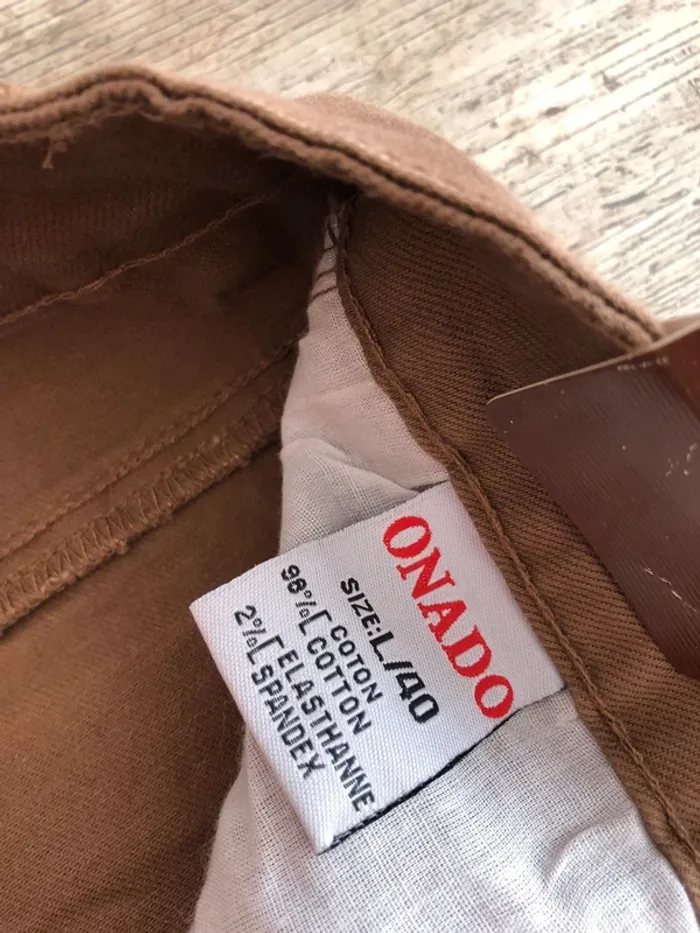 ONADO
SIZE:L/40
98%[COTON
COTTON
2%[ELASTHANNE
SPANDEX